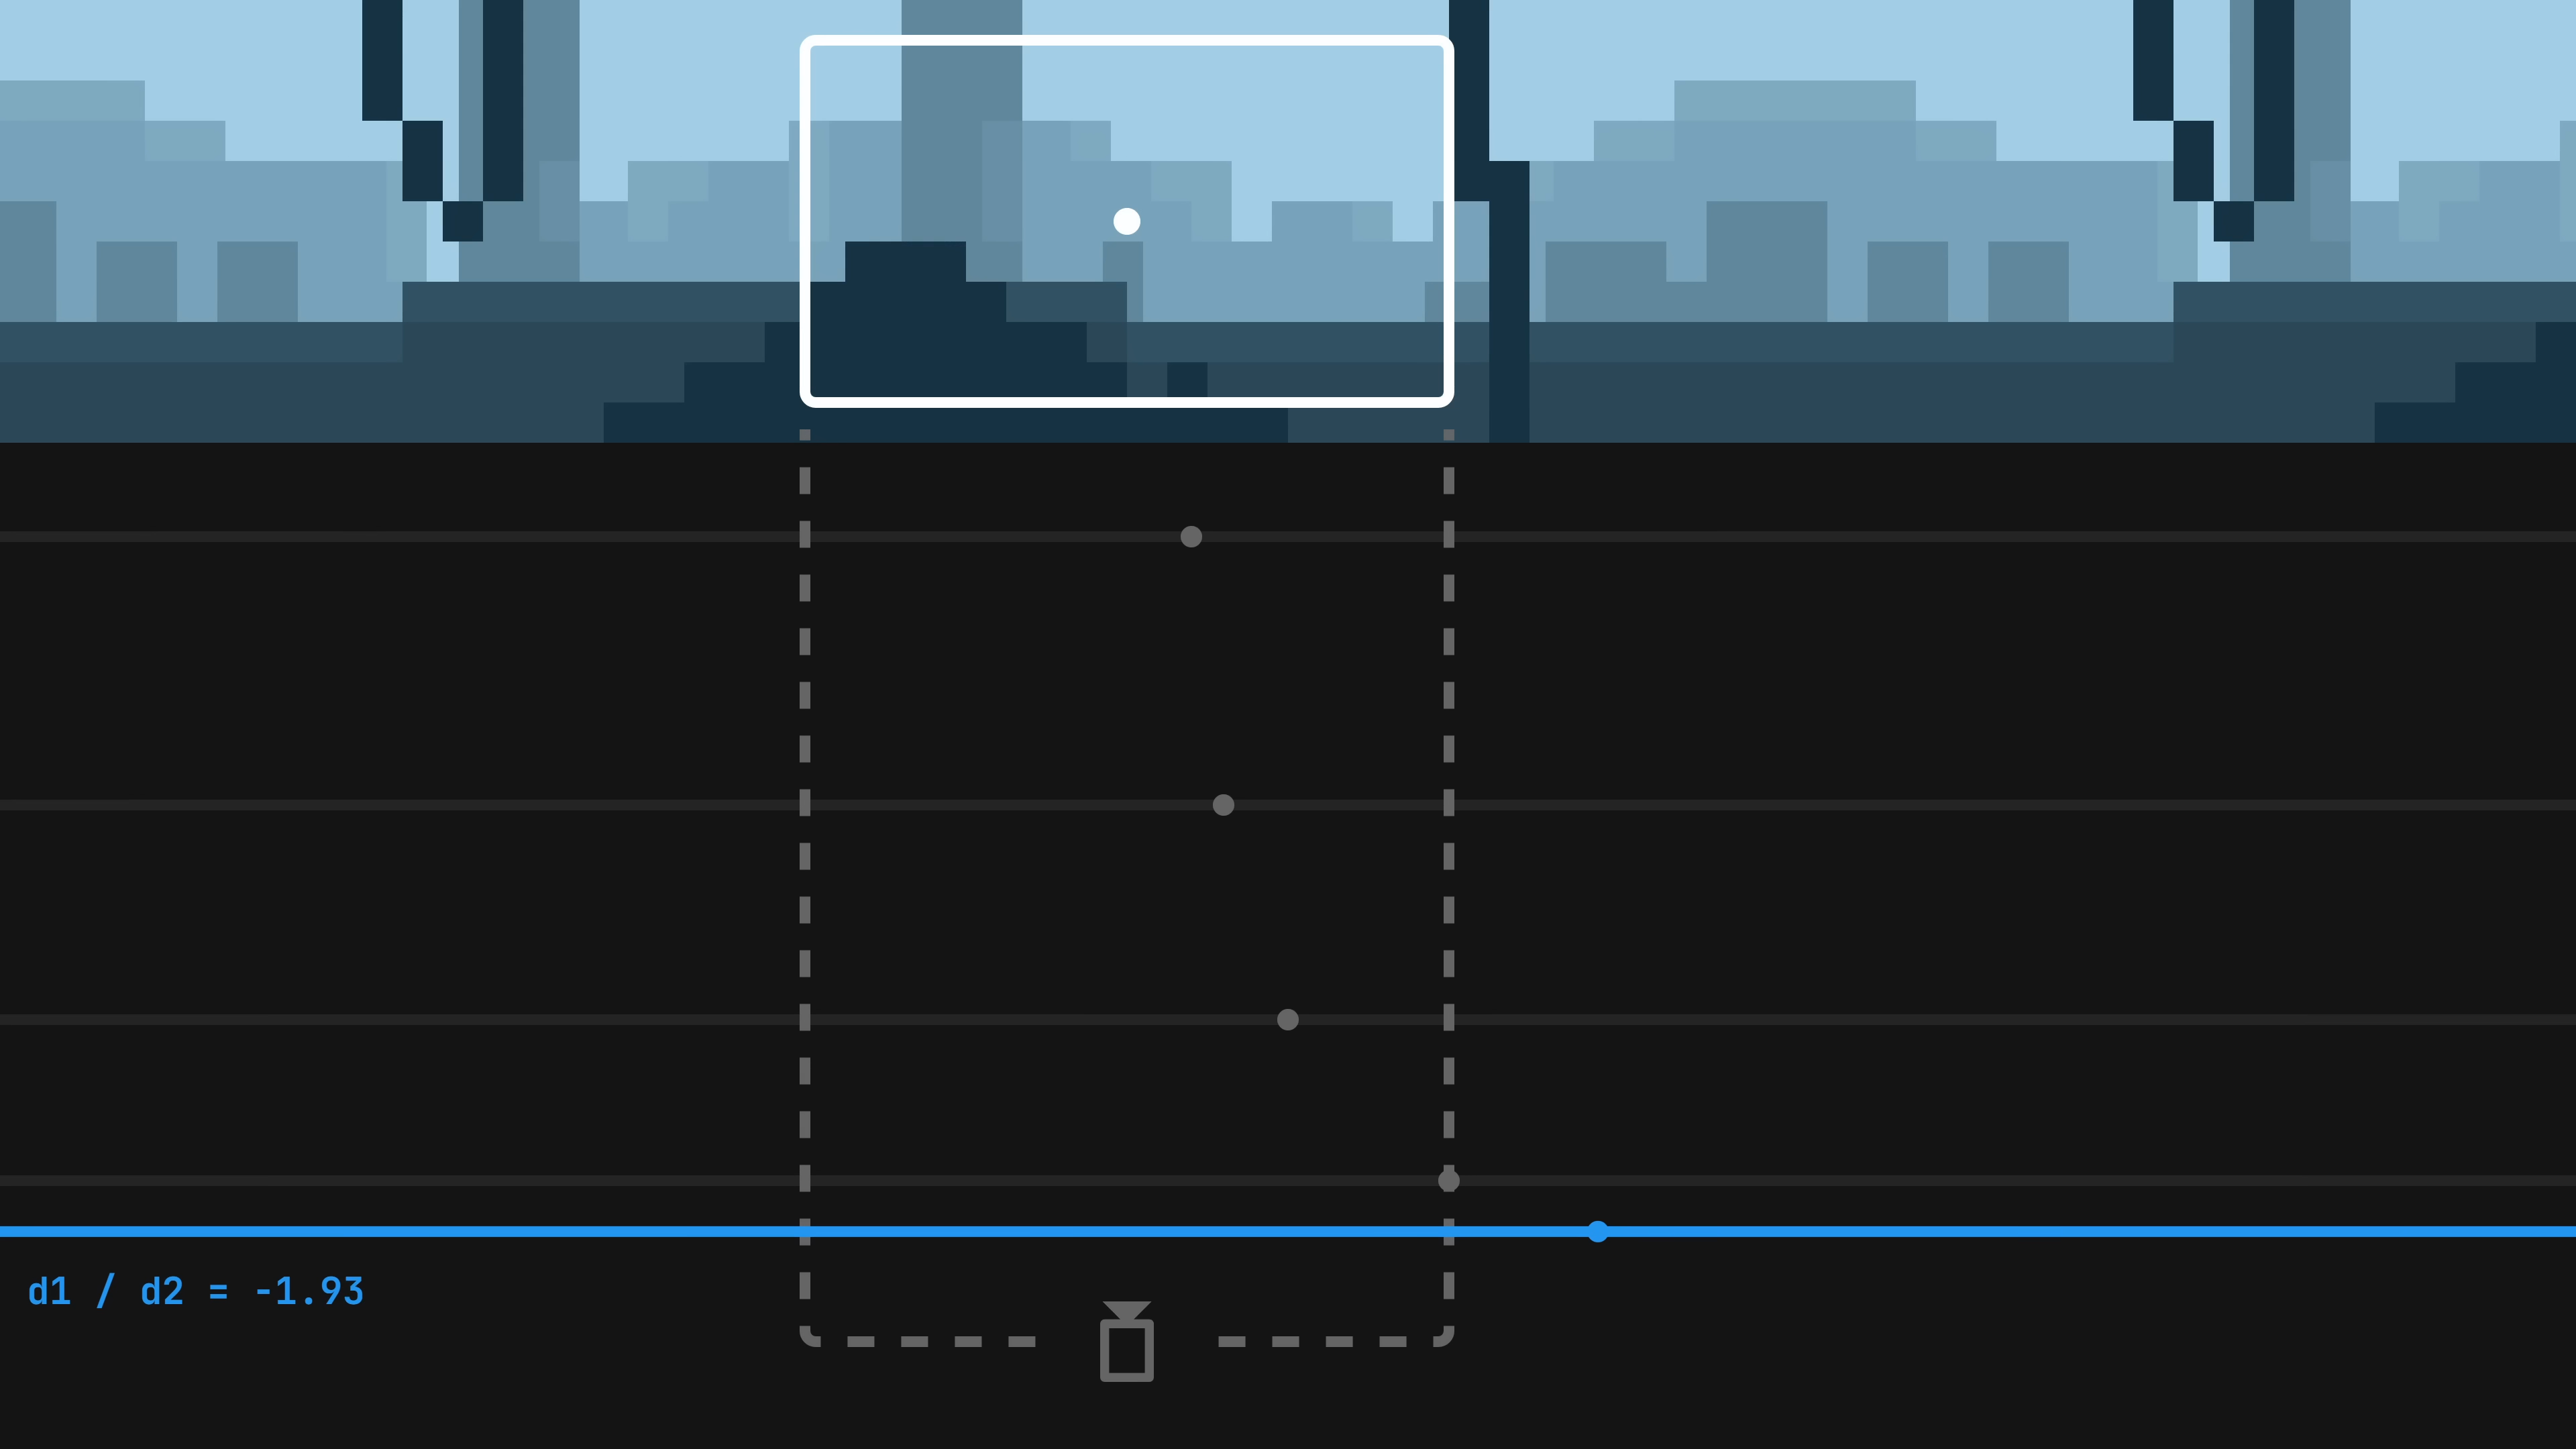 d1 / d2 = -1.93